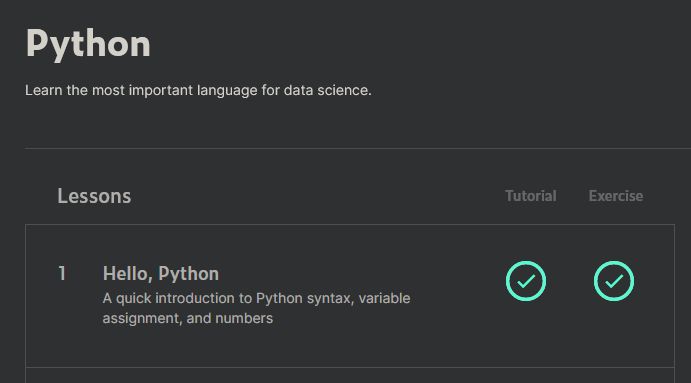 Python
Learn the most important language for data science.
Lessons Tutorial Exercise
1 Hello, Python
A quick introduction to Python syntax, variable
assignment, and numbers